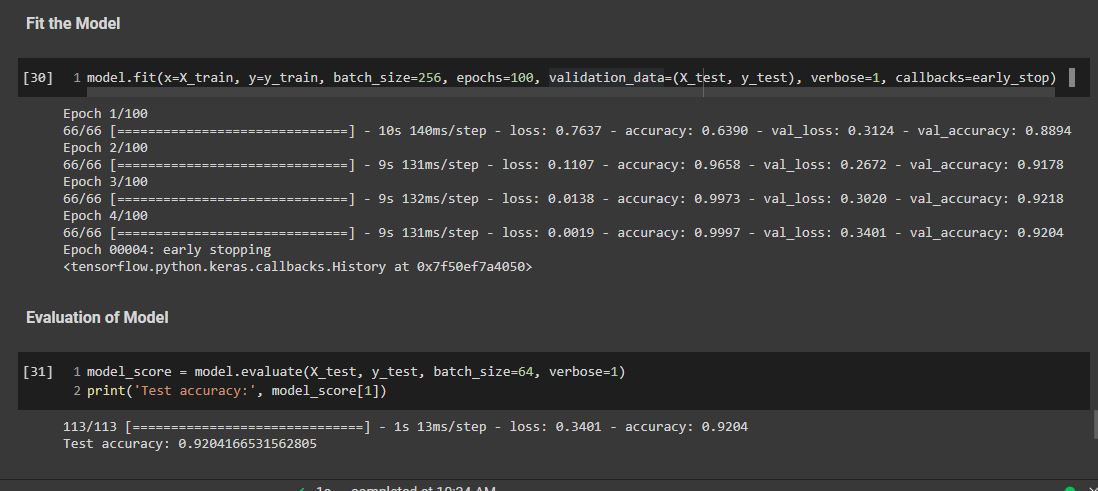 Fit the Model
[30] 1 model.fit(x=X_train, y=y_train, batch_size=256, epochs=100, validation_data=(X_test, y_test), verbose=1, callbacks=early_stop)
Epoch 1/100
66/66 [==============================] - 10s 140ms/step - loss: 0.7637 - accuracy: 0.6390 - val_loss: 0.3124 - val_accuracy: 0.8894
Epoch 2/100
66/66 [==============================] - 9s 131ms/step - loss: 0.1107 - accuracy: 0.9658 - val_loss: 0.2672 - val_accuracy: 0.9178
Epoch 3/100
66/66 [==============================] - 9s 132ms/step - loss: 0.0138 - accuracy: 0.9973 - val_loss: 0.3020 - val_accuracy: 0.9218
Epoch 4/100
66/66 [==============================] - 9s 131ms/step - loss: 0.0019 - accuracy: 0.9997 - val_loss: 0.3401 - val_accuracy: 0.9204
Epoch 00004: early stopping
<tensorflow.python.keras.callbacks.History at 0x7f50ef7a4050>
Evaluation of Model
[31] 1 model_score = model.evaluate(X_test, y_test, batch_size=64, verbose=1)
2 print('Test accuracy:', model_score[1])
113/113 [==============================] - 1s 13ms/step - loss: 0.3401 - accuracy: 0.9204
Test accuracy: 0.9204166531562805
completed at